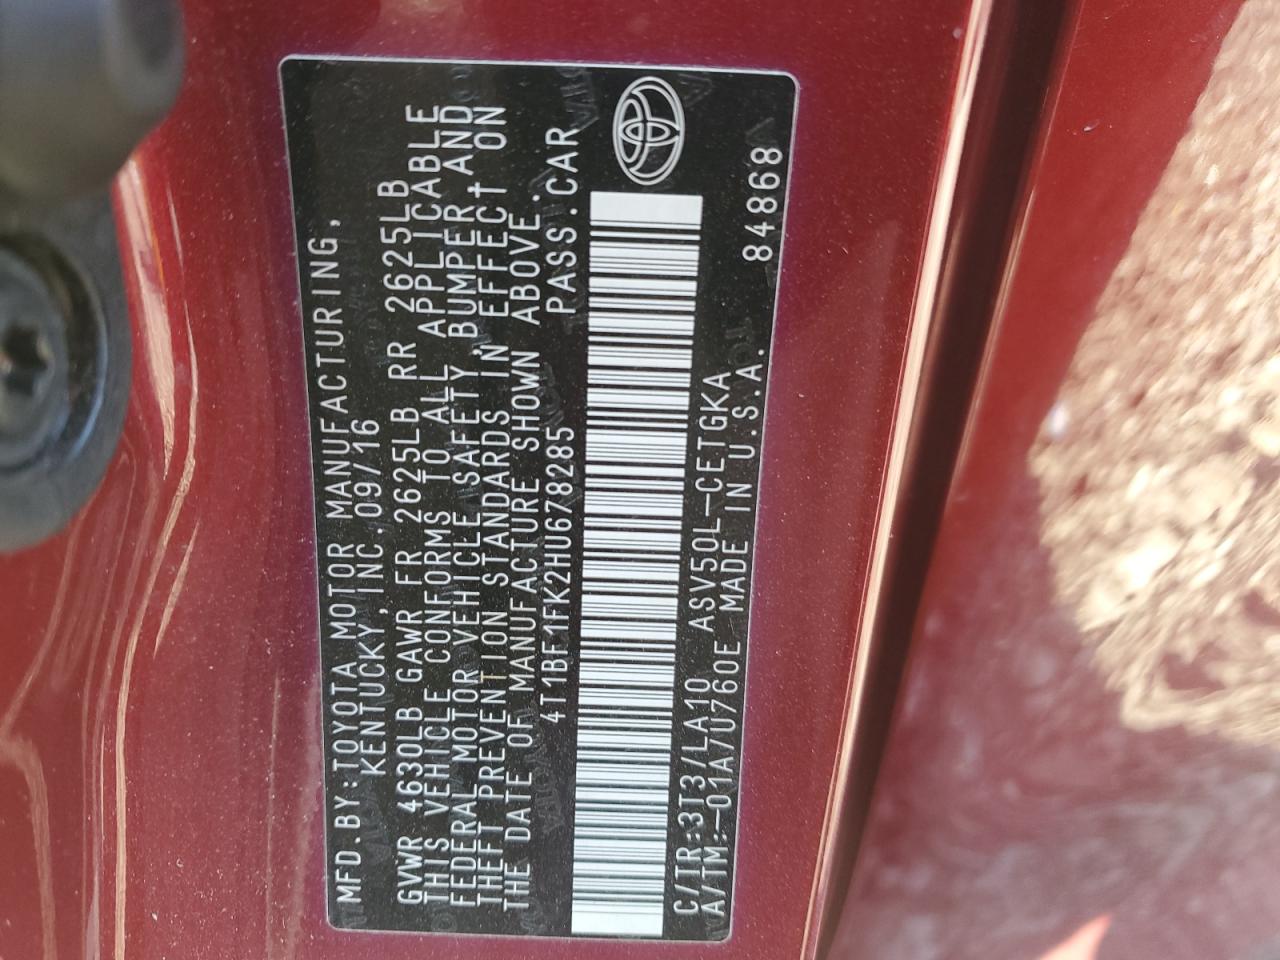 MFD.BY:TOYOTA MOTOR MANUFACTURING,
KENTUCKY,INC.09/16
GVWR 4630LB GAWR FR 2625LB RR 2625LB
THIS VEHICLE CONFORMS TO ALL APPLICABLE
FEDERAL MOTOR VEHICLE SAFETY,BUMPER,AND
THEFT PREVENTION STANDARDS IN EFFECT ON
THE DATE OF MANUFACTURE SHOWN ABOVE.
4T1BF1FK2HU678285 PASS.CAR
C/TR:3T3/LA10 ASV50L-CETGKA
A/TM:-01A/U760E MADE IN U.S.A. 84868